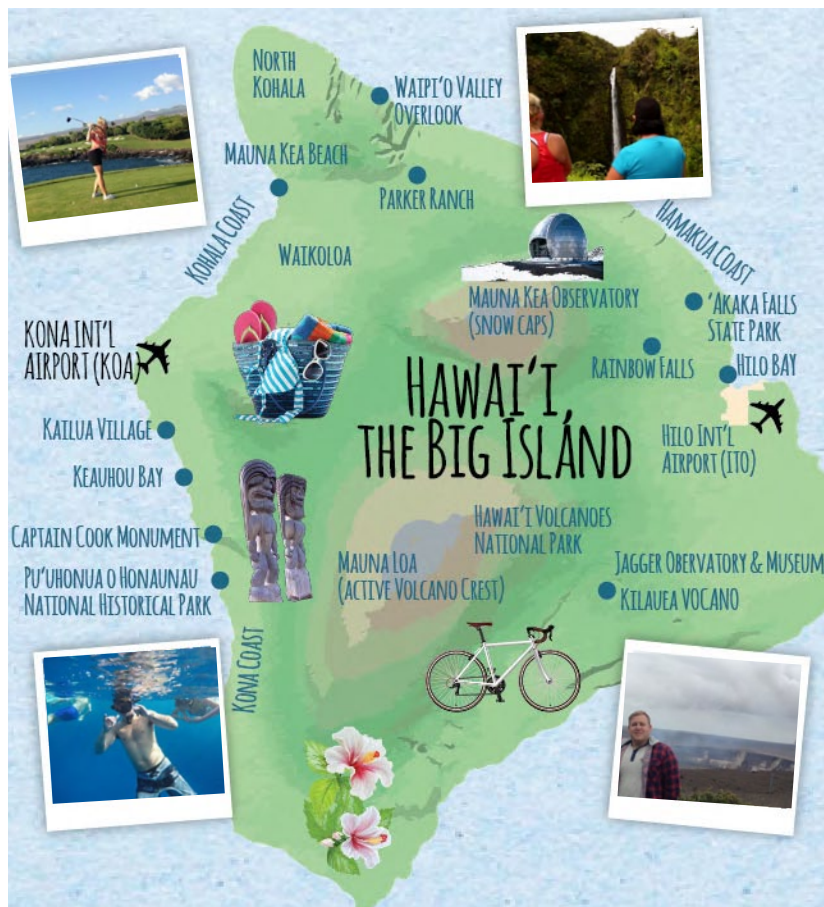 NORTH
KOHALA
WAIPI'O VALLEY
OVERLOOK
MAUNA KEA BEACH
PARKER RANCH
KOHALA COAST
HAMAKUA COAST
WAIKOLOA
MAUNA KEA OBSERVATORY
(SNOW CAPS)
'AKAKA FALLS
STATE PARK
KONA INT'L
AIRPORT (KOA)
RAINBOW FALLS
HILO BAY
HAWAI'I,
THE BIG ISLAND
KAILUA VILLAGE
HILO INT'L
AIRPORT (ITO)
KEAUHOU BAY
CAPTAIN COOK MONUMENT
HAWAI'I VOLCANOES
NATIONAL PARK
PU'UHONUA O HONAUNAU
NATIONAL HISTORICAL PARK
MAUNA LOA
(ACTIVE VOLCANO CREST)
JAGGER OBERVATORY & MUSEUM
KILAUEA VOCANO
KONA COAST